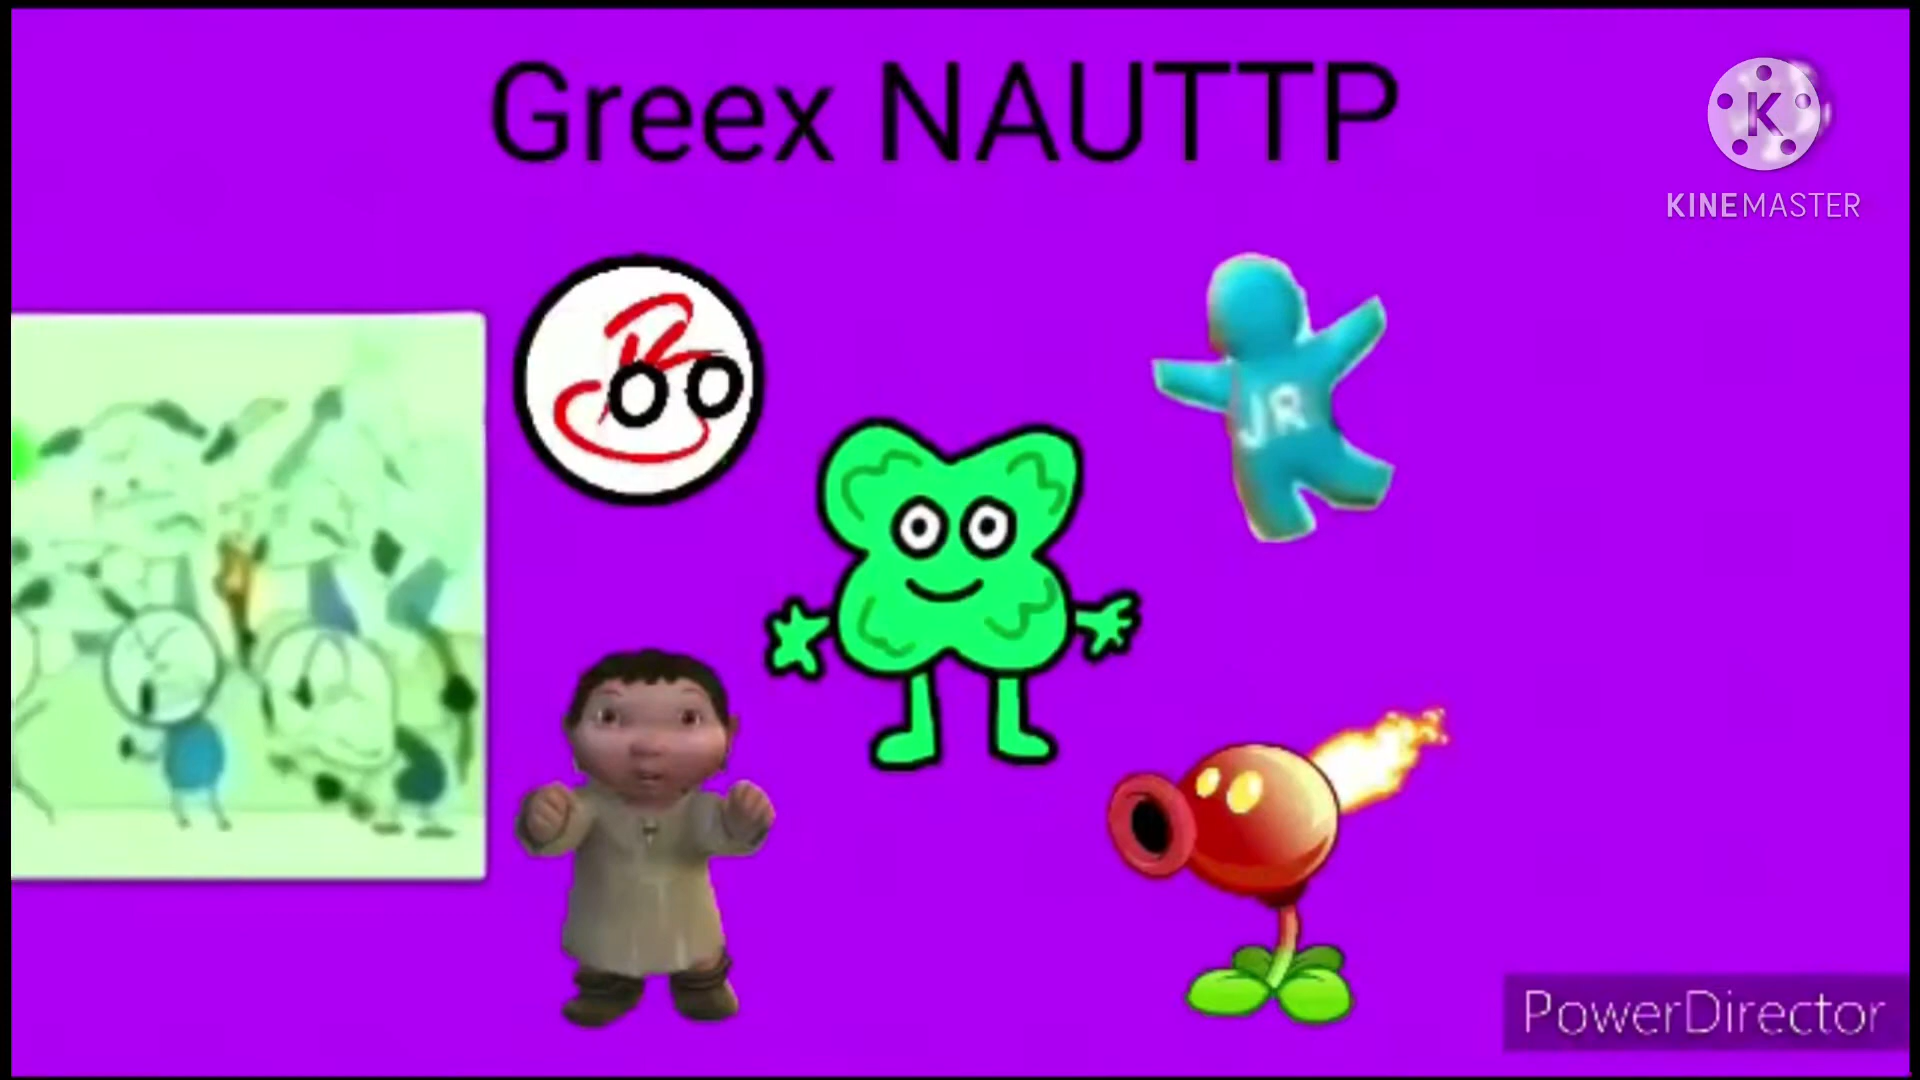 Greex NAUTTP
K
KINEMASTER
JR
PowerDirector